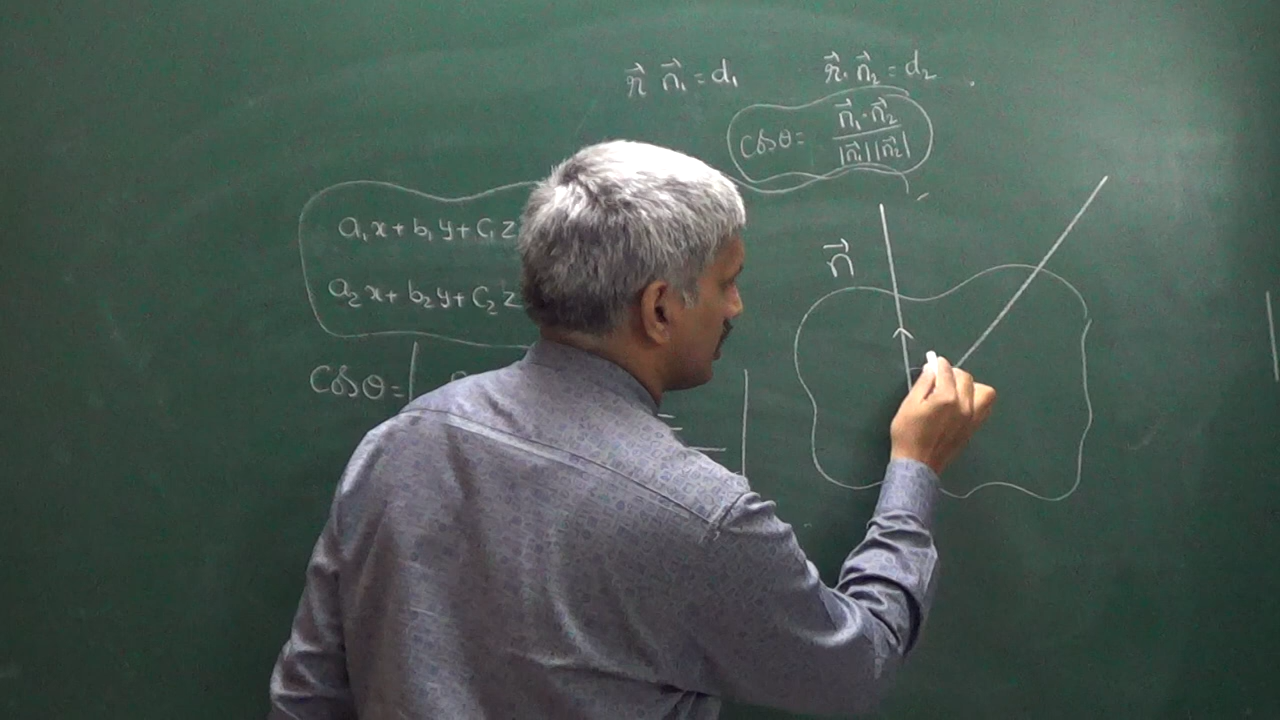 r⃗ n⃗₁ = d₁
r⃗. n⃗₂ = d₂
cosθ = n⃗₁·n⃗₂ / |n⃗₁||n⃗₂|
a₁x + b₁y + c₁z
a₂x + b₂y + c₂z
n⃗
cosθ = |